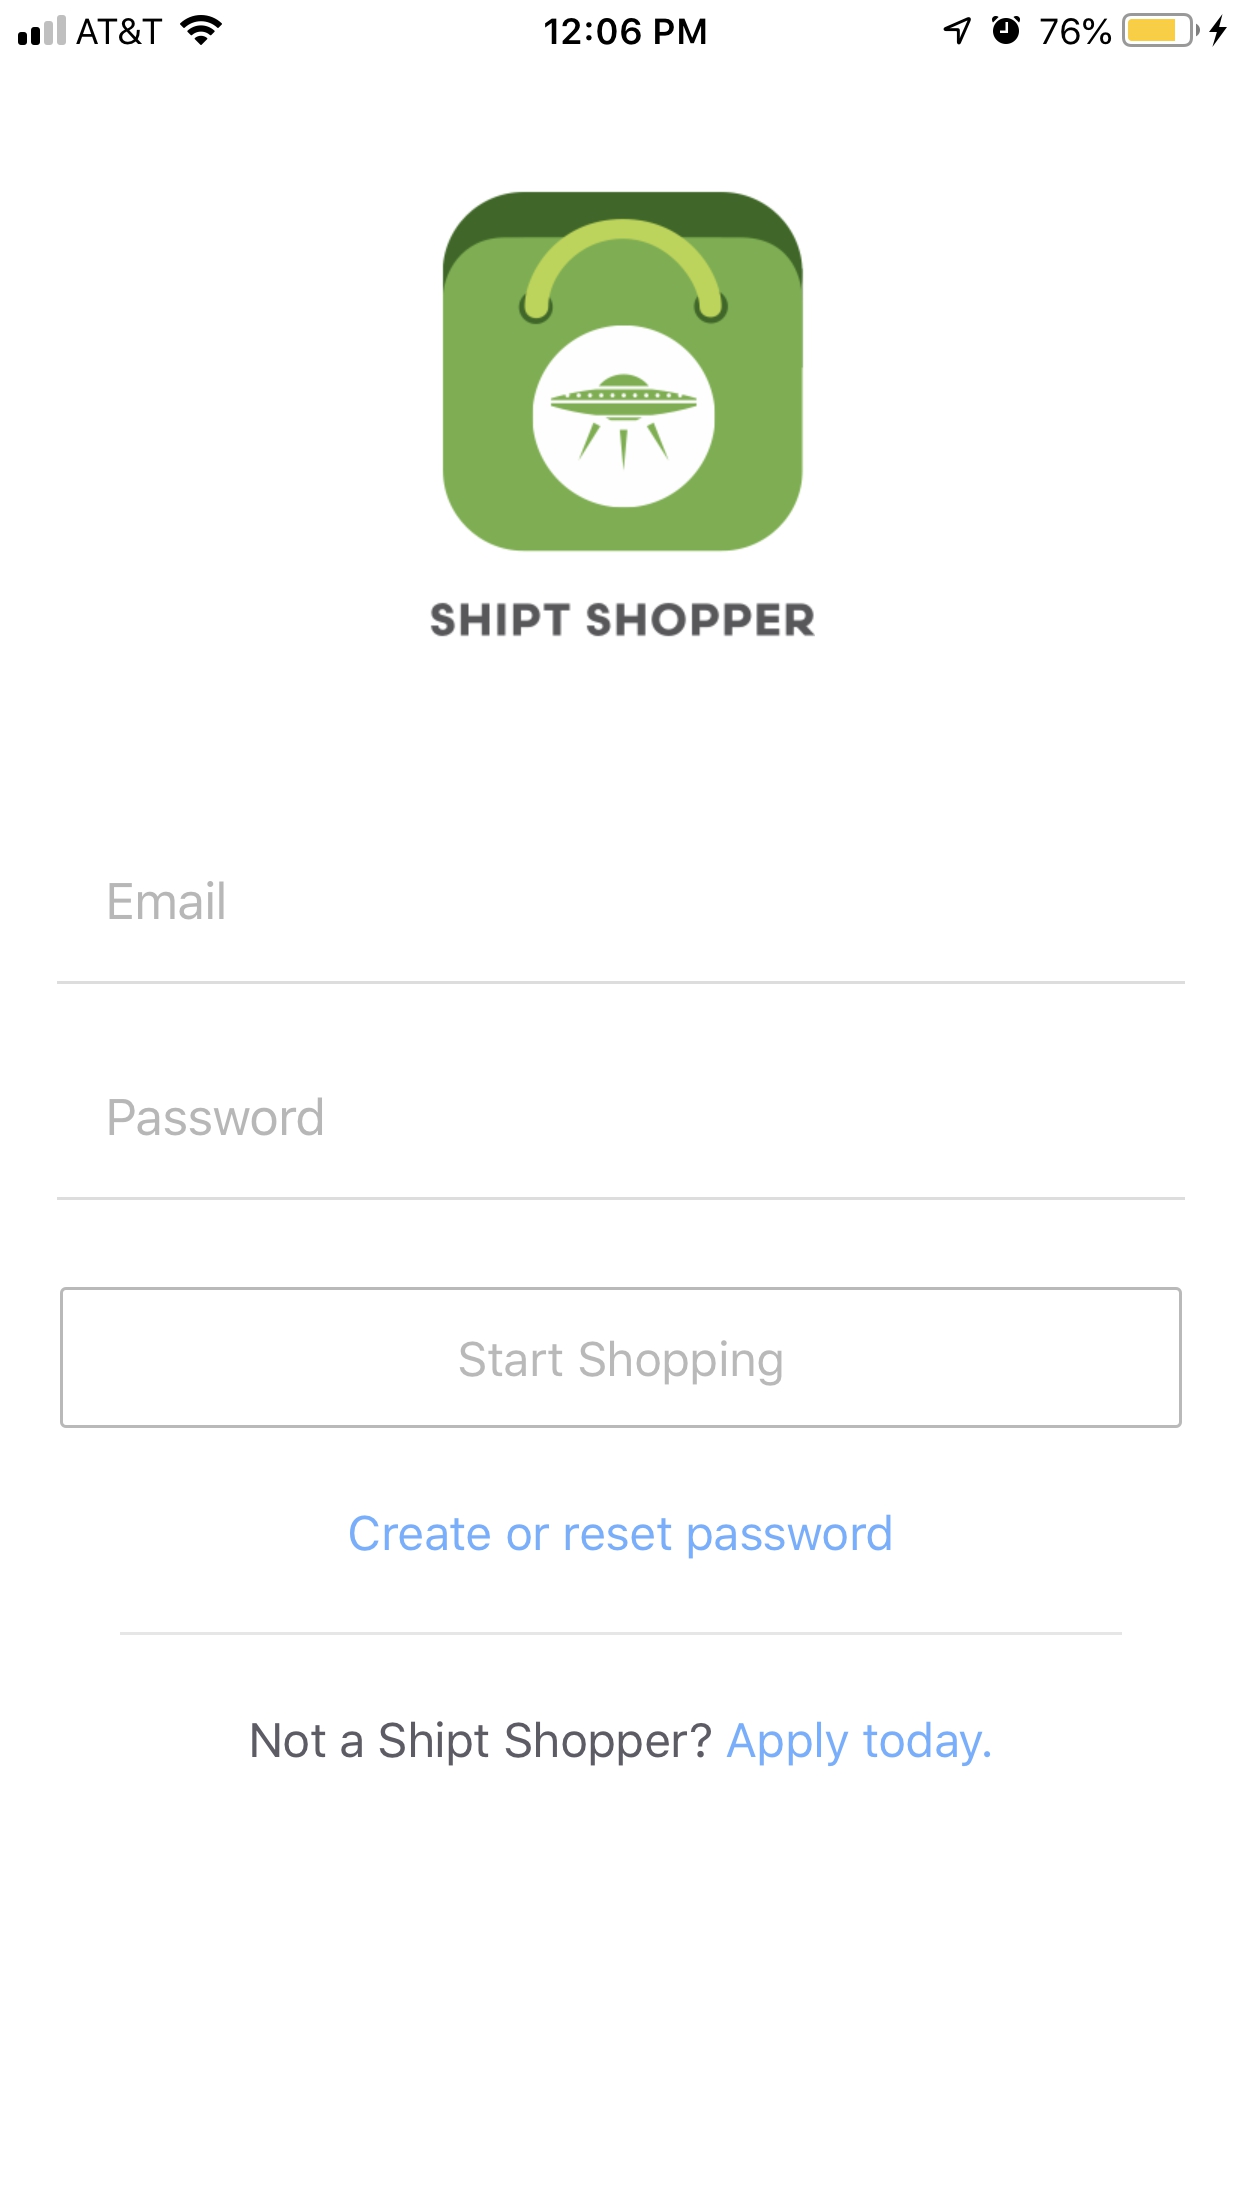 AT&T 12:06 PM 76%
SHIPT SHOPPER
Email
Password
Start Shopping
Create or reset password
Not a Shipt Shopper? Apply today.